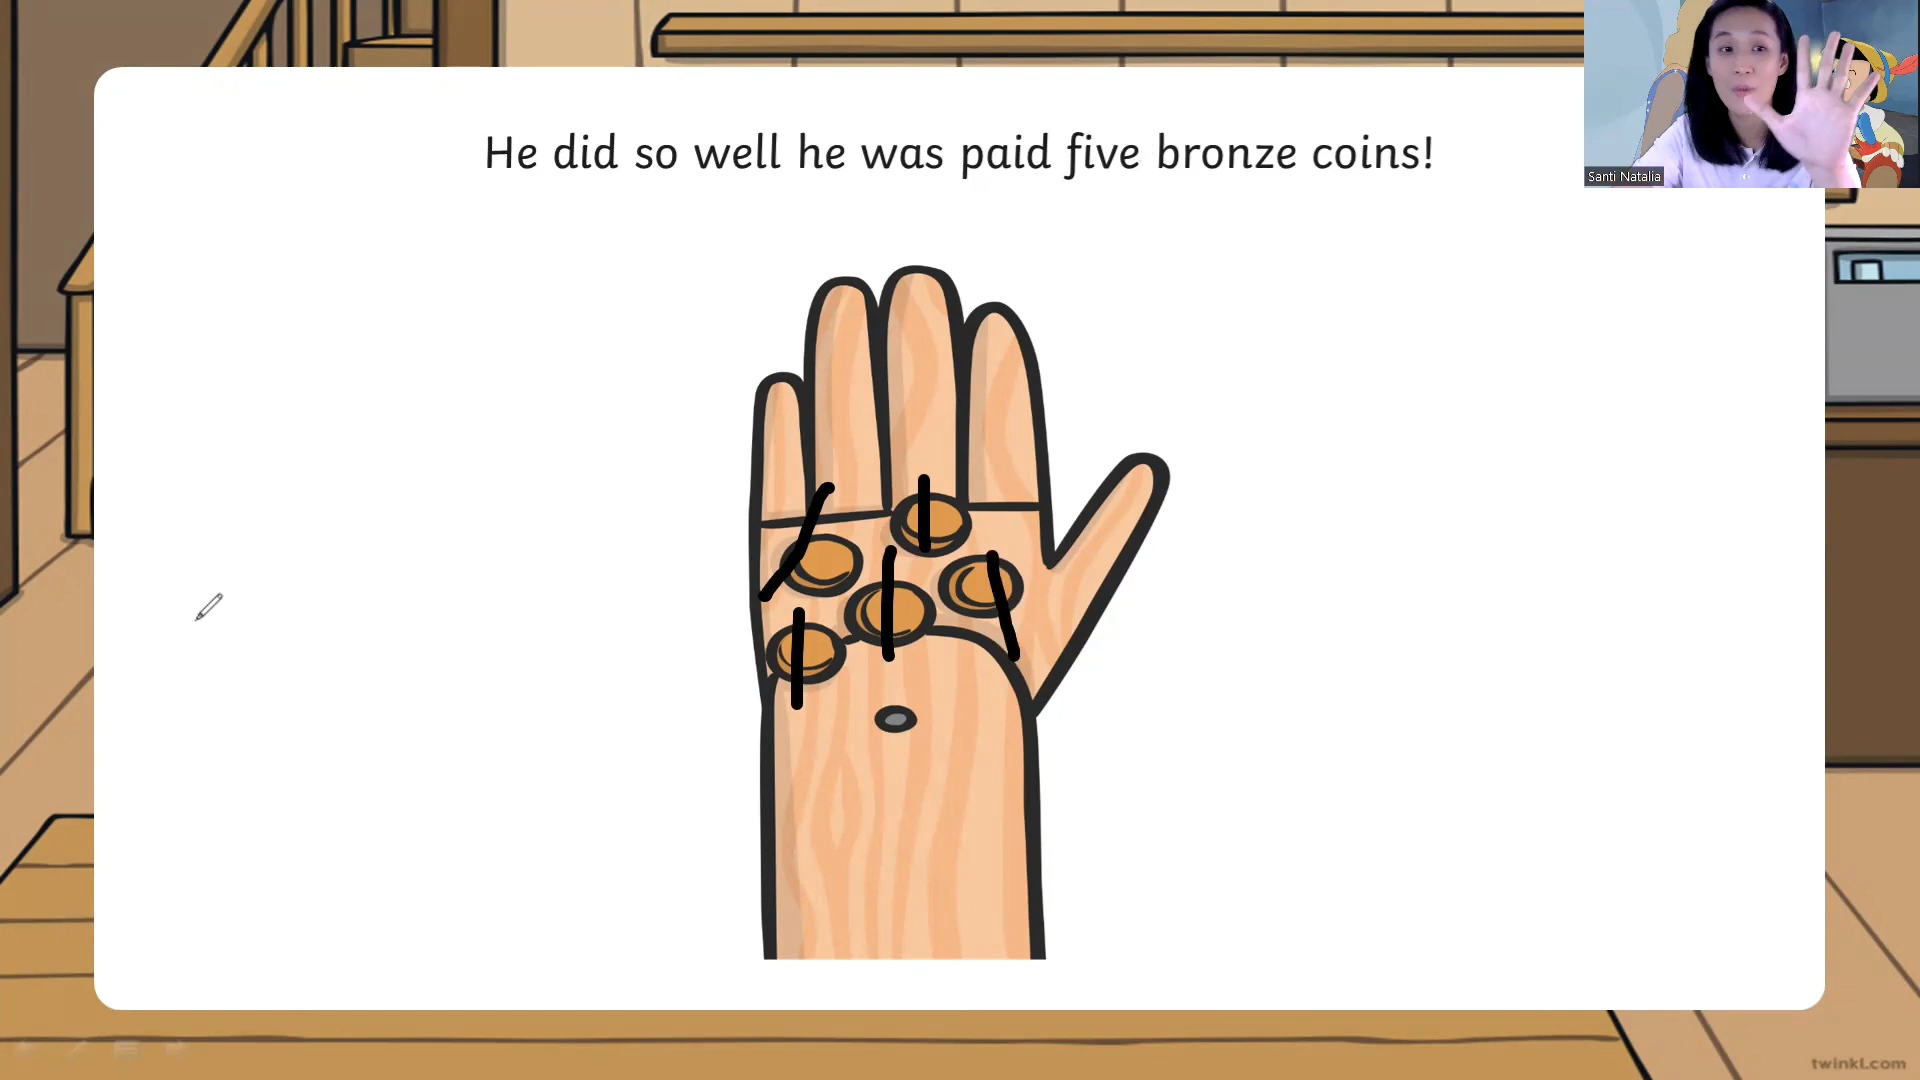 He did so well he was paid five bronze coins!
Santi Natalia
twinkl.com